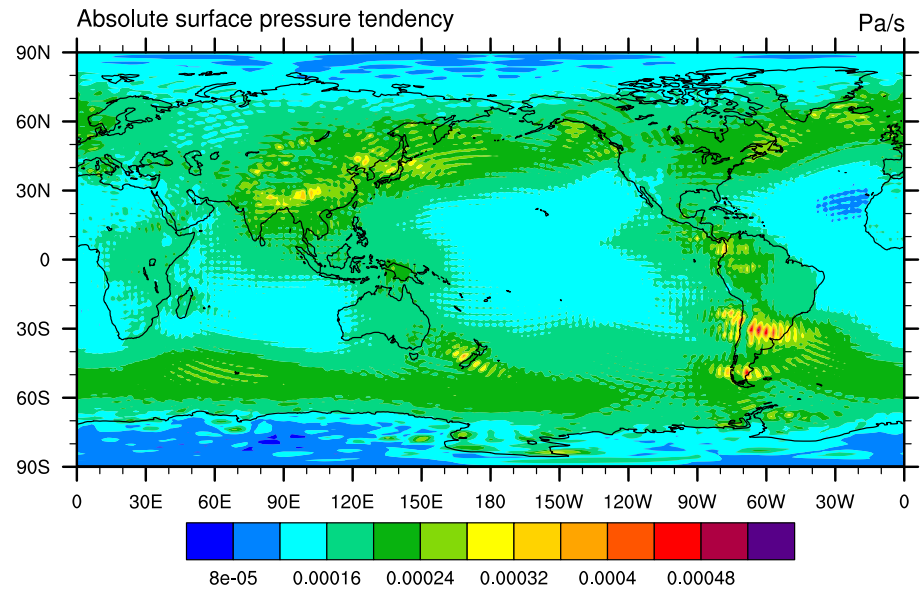 Absolute surface pressure tendency Pa/s
90N
60N
30N
0
30S
60S
90S
0 30E 60E 90E 120E 150E 180 150W 120W 90W 60W 30W 0
8e-05 0.00016 0.00024 0.00032 0.0004 0.00048